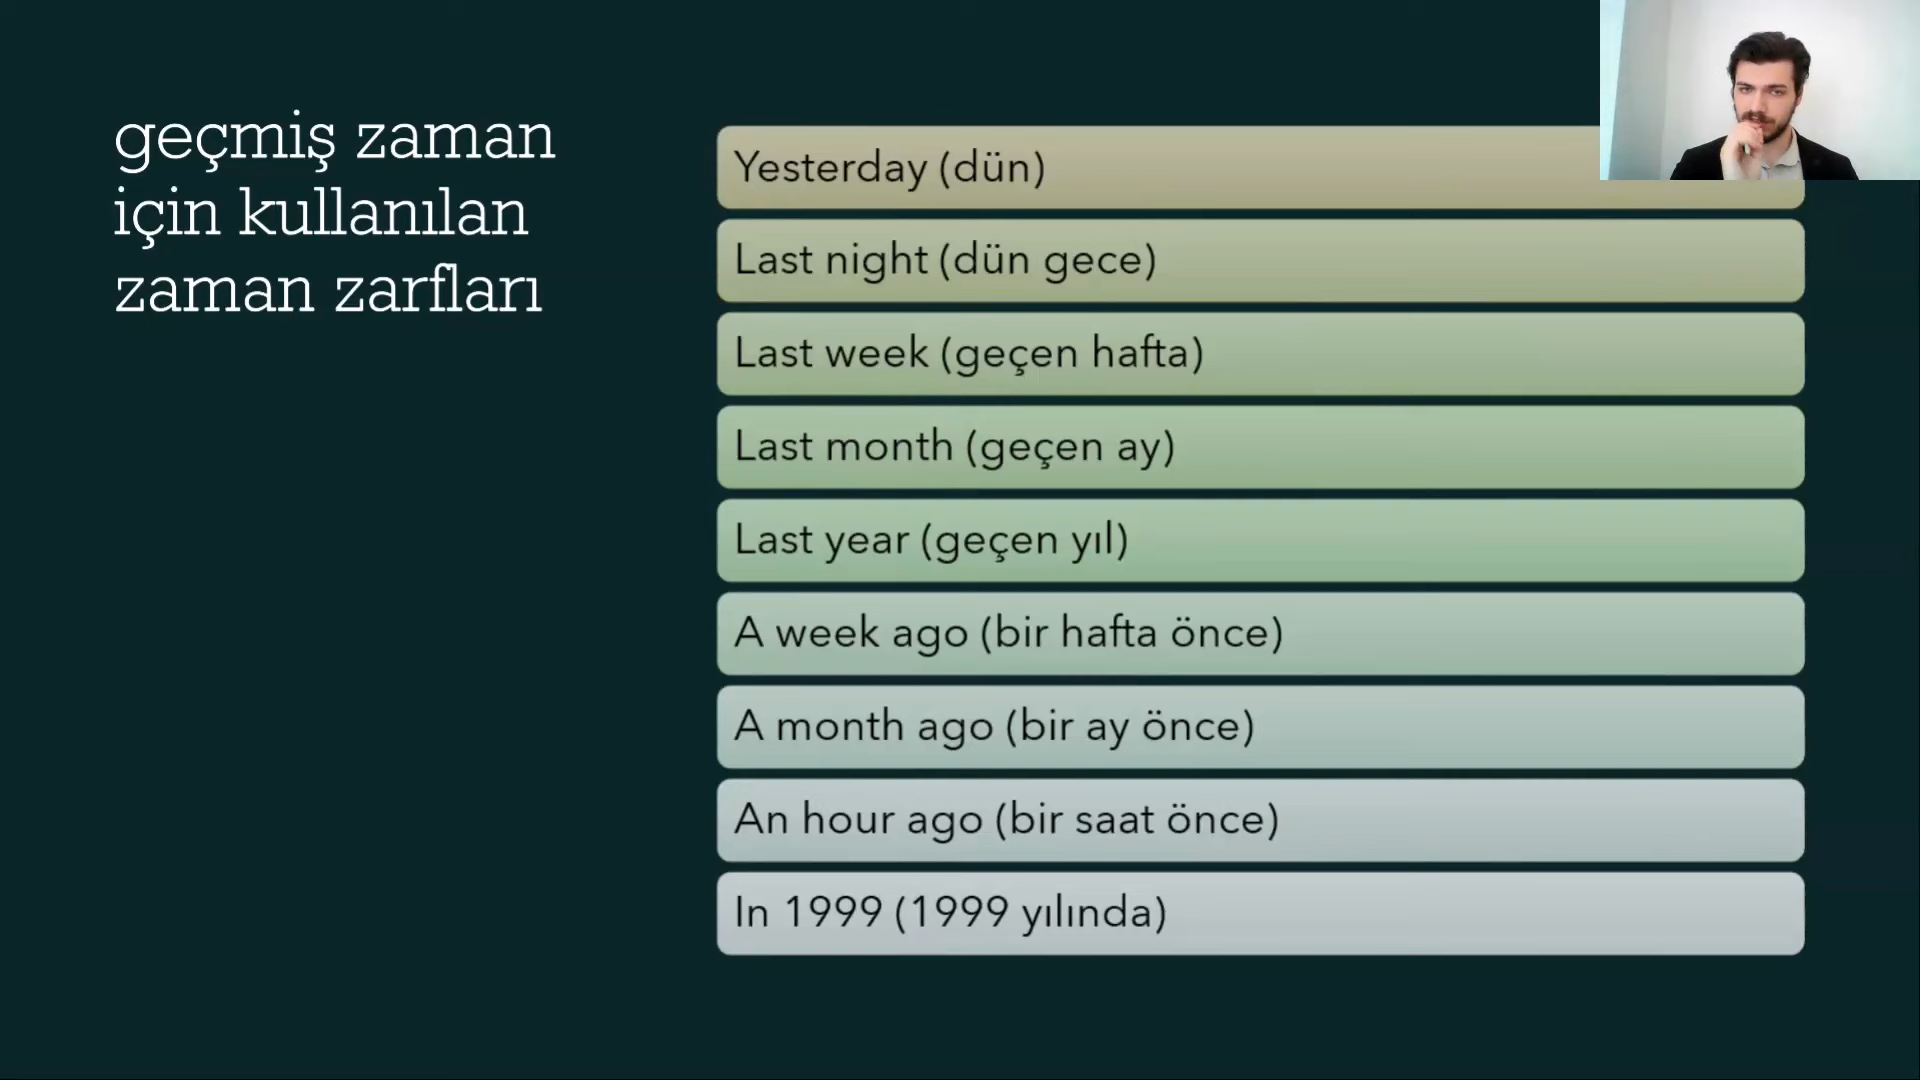 geçmiş zaman
için kullanılan
zaman zarfları
Yesterday (dün)
Last night (dün gece)
Last week (geçen hafta)
Last month (geçen ay)
Last year (geçen yıl)
A week ago (bir hafta önce)
A month ago (bir ay önce)
An hour ago (bir saat önce)
In 1999 (1999 yılında)